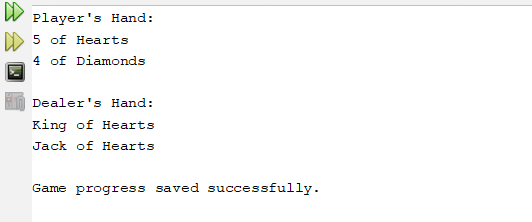 Player's Hand:
5 of Hearts
4 of Diamonds
Dealer's Hand:
King of Hearts
Jack of Hearts
Game progress saved successfully.